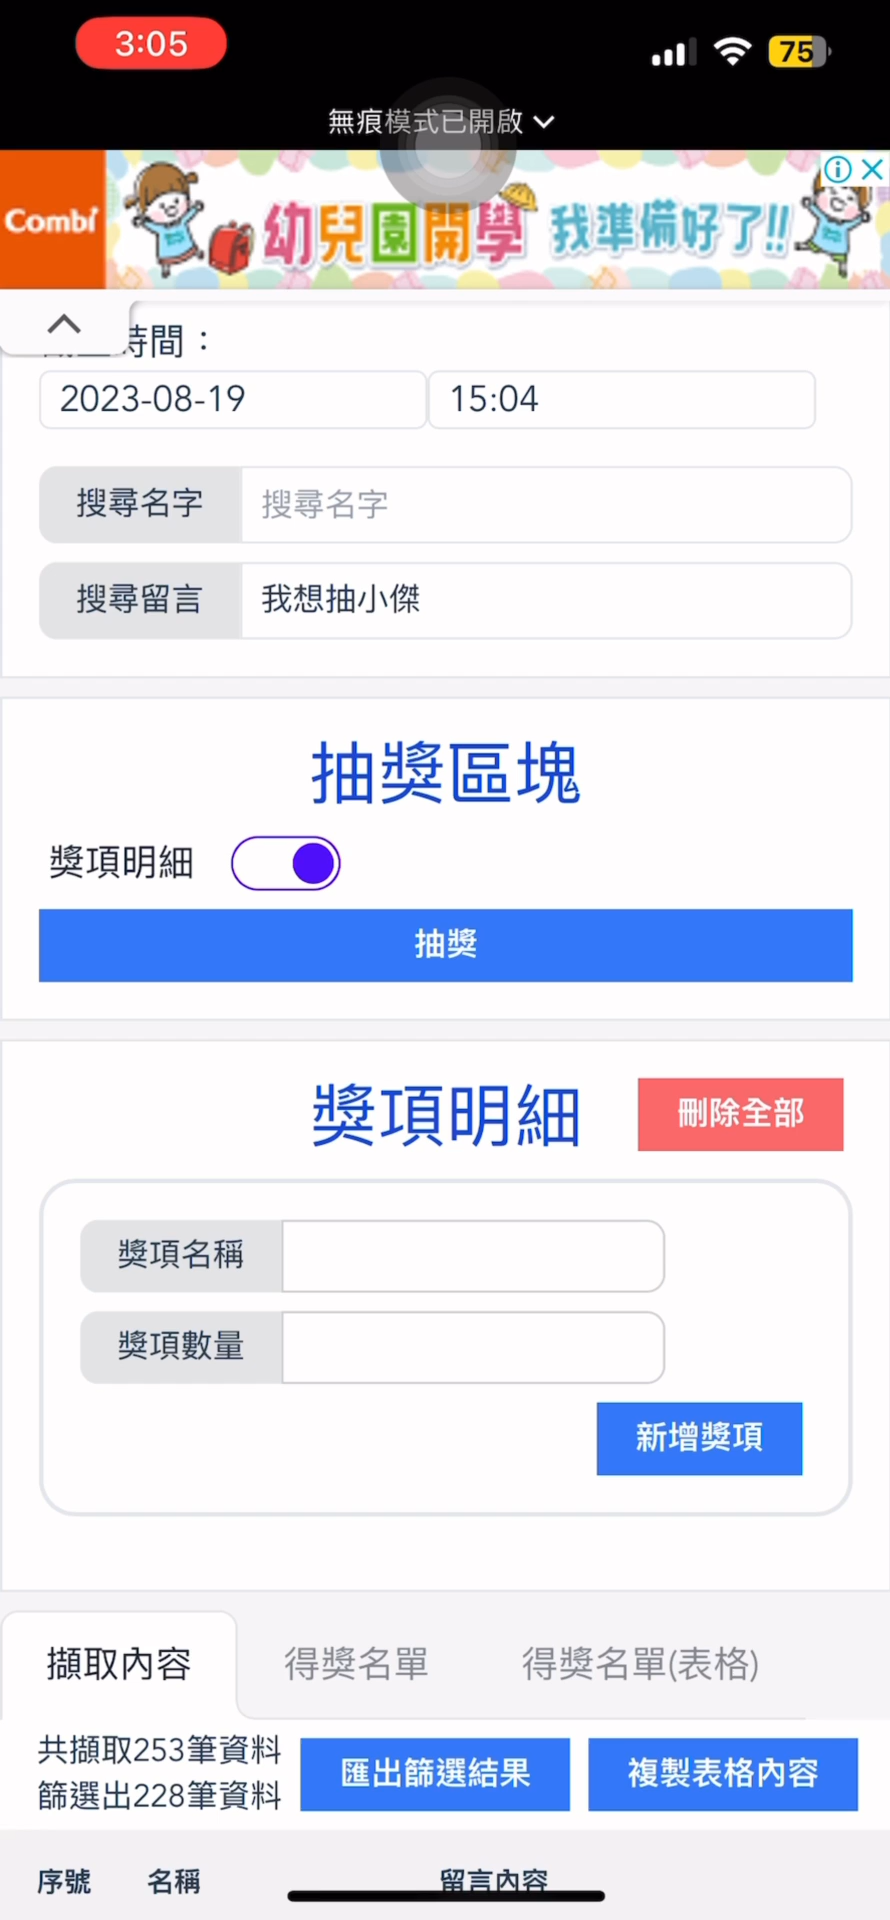 3:05
75
無痕模式已開啟
Combi
幼兒園開學 我準備好了!!
時間：
2023-08-19
15:04
搜尋名字
搜尋名字
搜尋留言
我想抽小傑
抽獎區塊
獎項明細
抽獎
獎項明細
刪除全部
獎項名稱
獎項數量
新增獎項
擷取內容
得獎名單
得獎名單(表格)
共擷取253筆資料
篩選出228筆資料
匯出篩選結果
複製表格內容
序號
名稱
留言內容